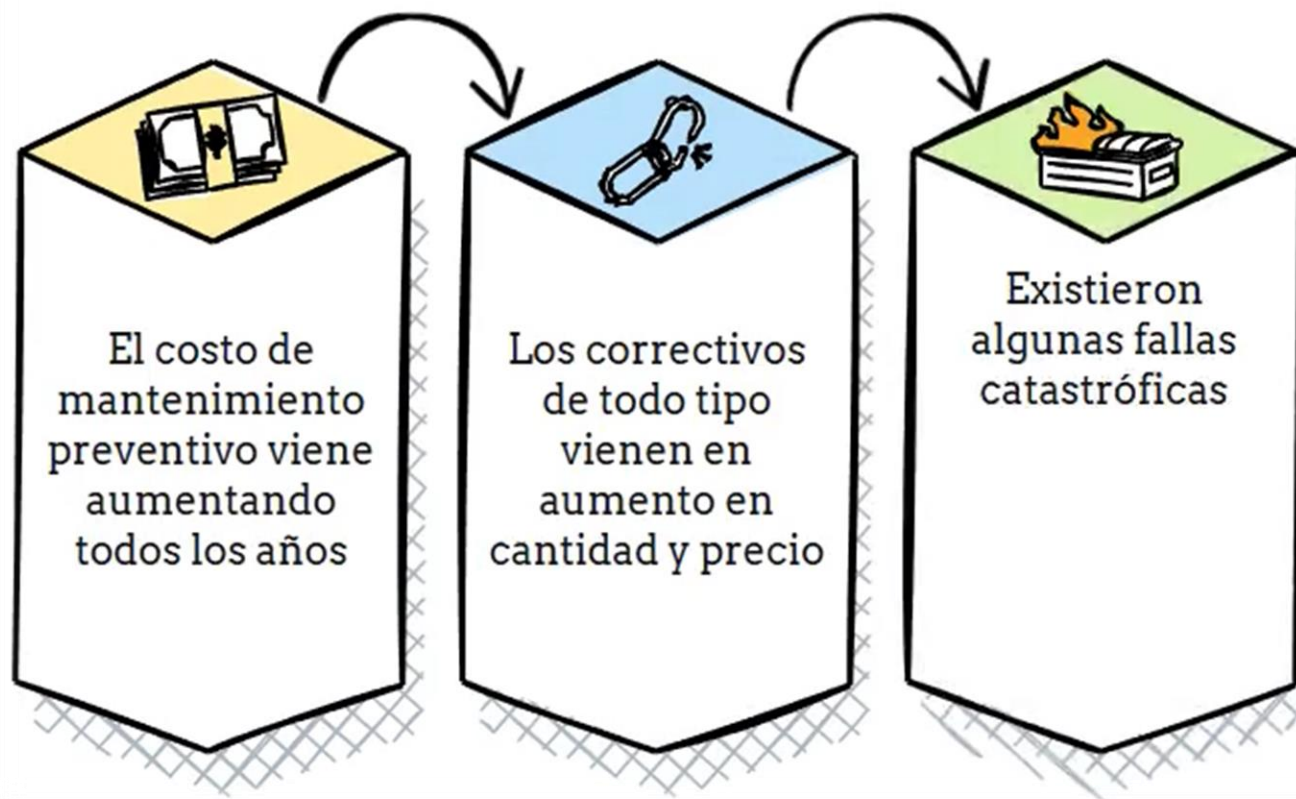 El costo de
mantenimiento
preventivo viene
aumentando
todos los años
Los correctivos
de todo tipo
vienen en
aumento en
cantidad y precio
Existieron
algunas fallas
catastróficas